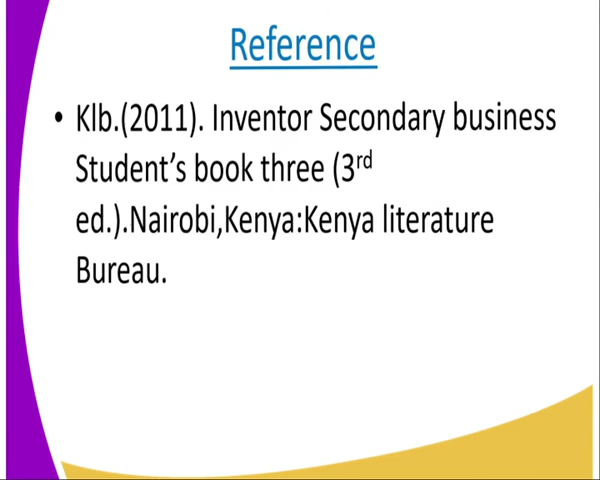 Reference
• Klb.(2011). Inventor Secondary business
Student's book three (3rd
ed.).Nairobi,Kenya:Kenya literature
Bureau.